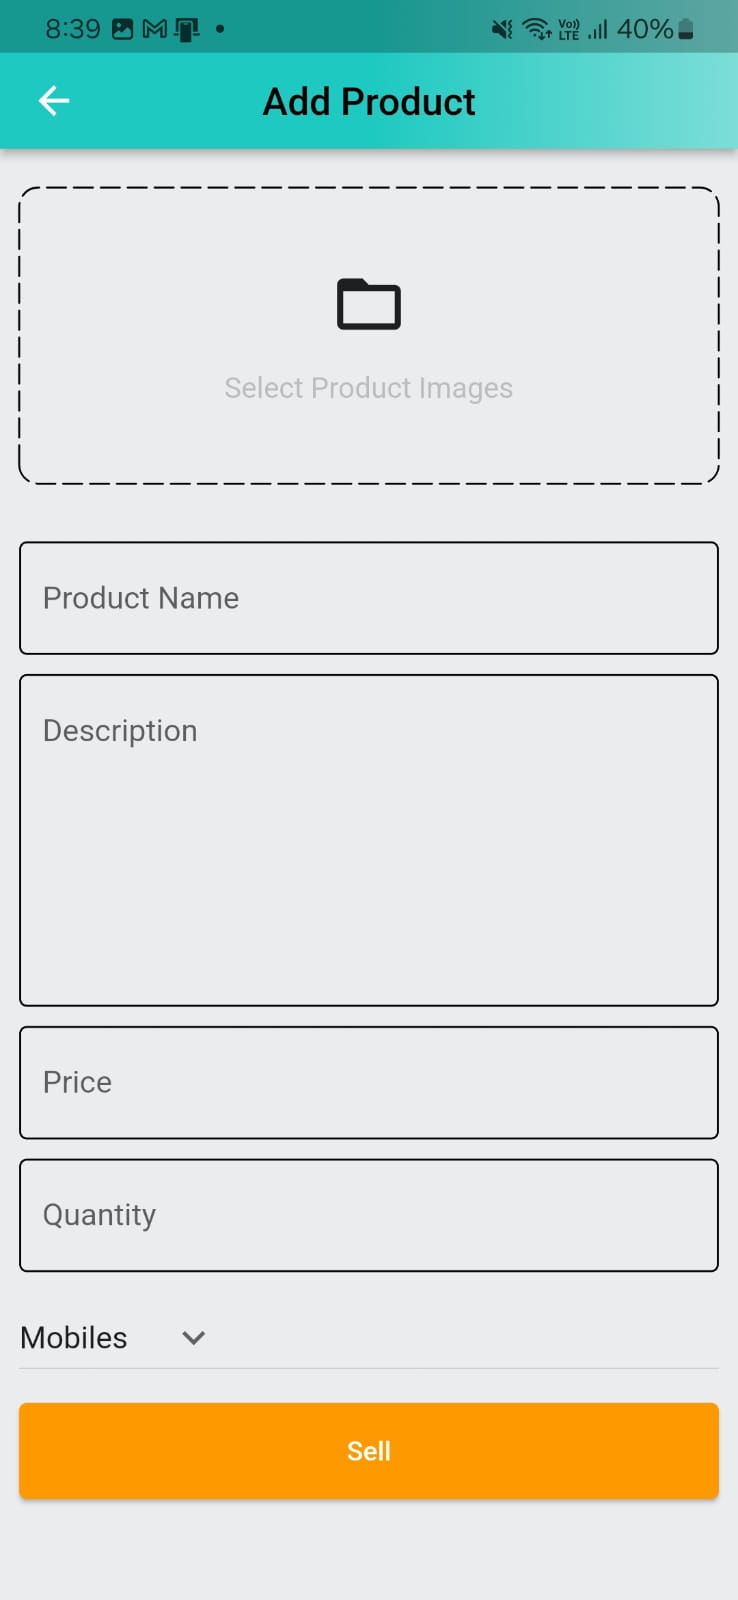 8:39 Vo)) LTE 40%
Add Product
Select Product Images
Product Name
Description
Price
Quantity
Mobiles
Sell